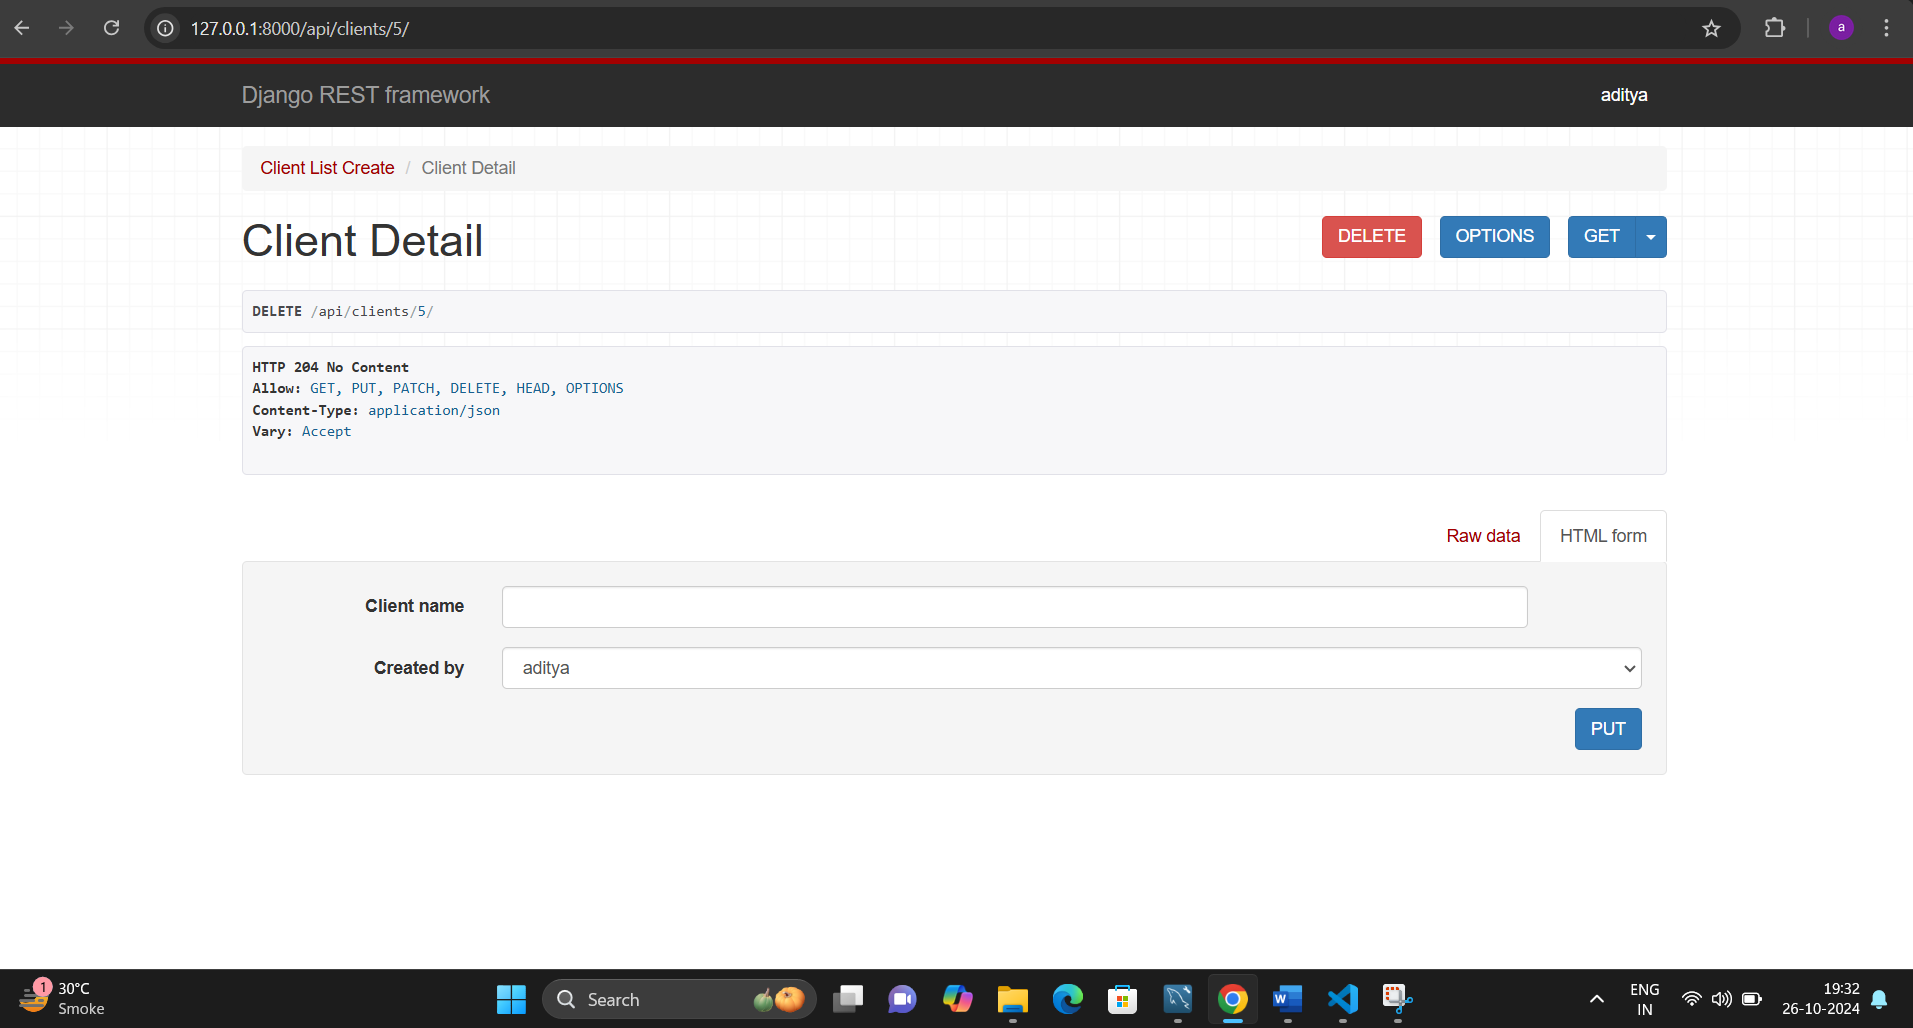 127.0.0.1:8000/api/clients/5/
a
Django REST framework
aditya
Client List Create / Client Detail
Client Detail
DELETE
OPTIONS
GET
DELETE /api/clients/5/
HTTP 204 No Content
Allow: GET, PUT, PATCH, DELETE, HEAD, OPTIONS
Content-Type: application/json
Vary: Accept
Raw data
HTML form
Client name
Created by
aditya
PUT
1
30°C
Smoke
Search
W
ENG
IN
19:32
26-10-2024